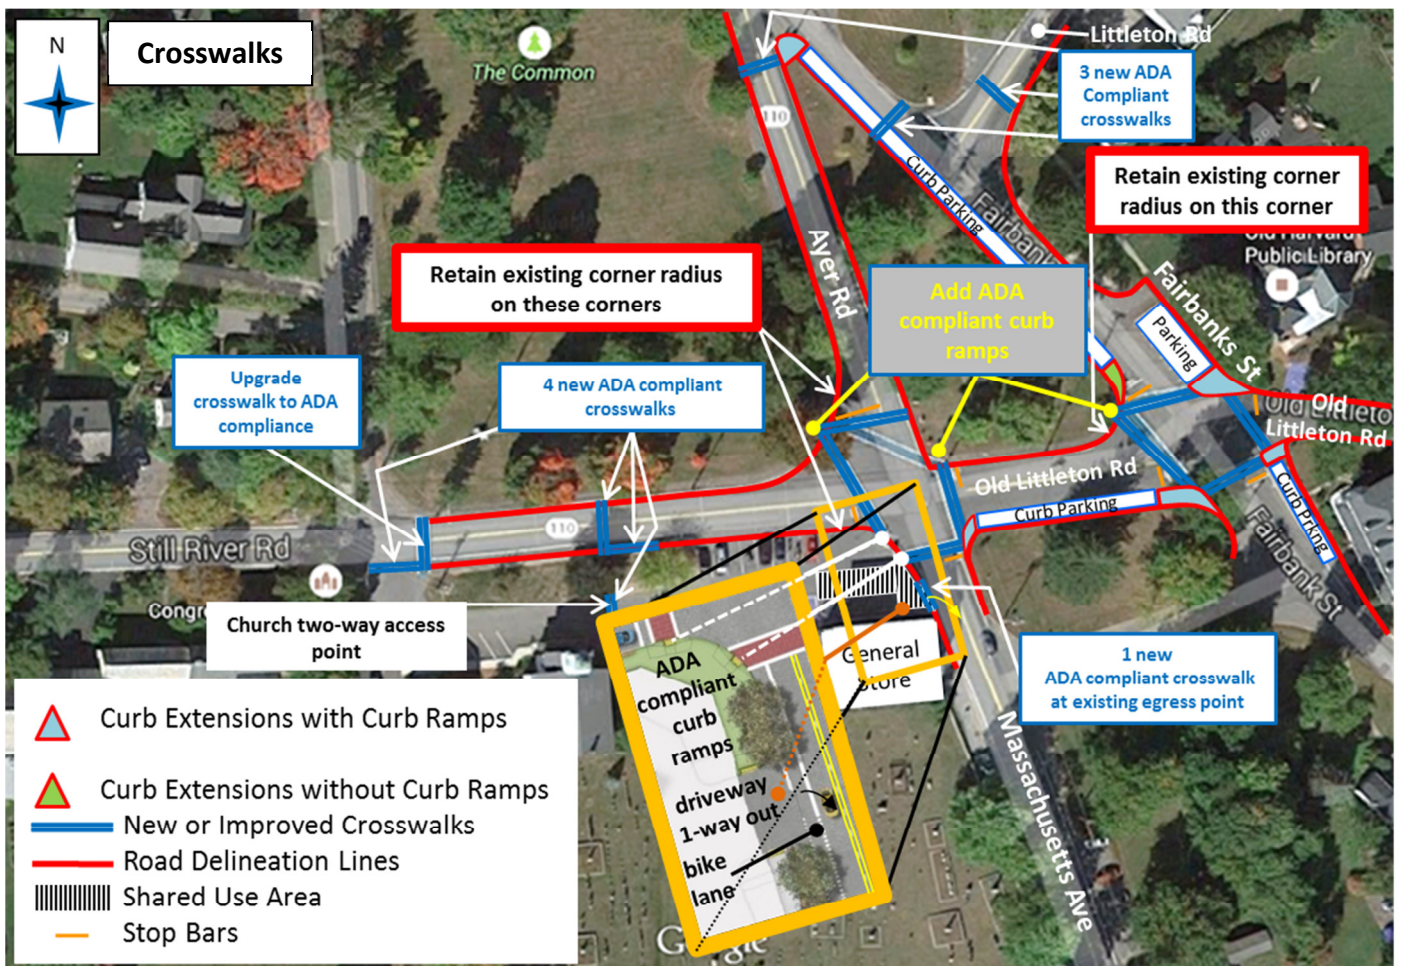 N
Crosswalks
The Common
Littleton Rd
3 new ADA
Compliant
crosswalks
110
Curb Parking
Fairbank
Retain existing corner
radius on this corner
Public Library
Ayer Rd
Retain existing corner radius
on these corners
Add ADA
compliant curb
ramps
Fairbanks St
Parking
Upgrade
crosswalk to ADA
compliance
4 new ADA compliant
crosswalks
Old
Littleton Rd
Old Littleton Rd
Curb Parking
Curb Prkng
110
Still River Rd
Fairbank St
Congre
Church two-way access
point
General
Store
1 new
ADA compliant crosswalk
at existing egress point
ADA
compliant
curb
ramps
driveway
1-way out
bike
lane
Massachusetts Ave
Curb Extensions with Curb Ramps
Curb Extensions without Curb Ramps
New or Improved Crosswalks
Road Delineation Lines
Shared Use Area
Stop Bars
Google